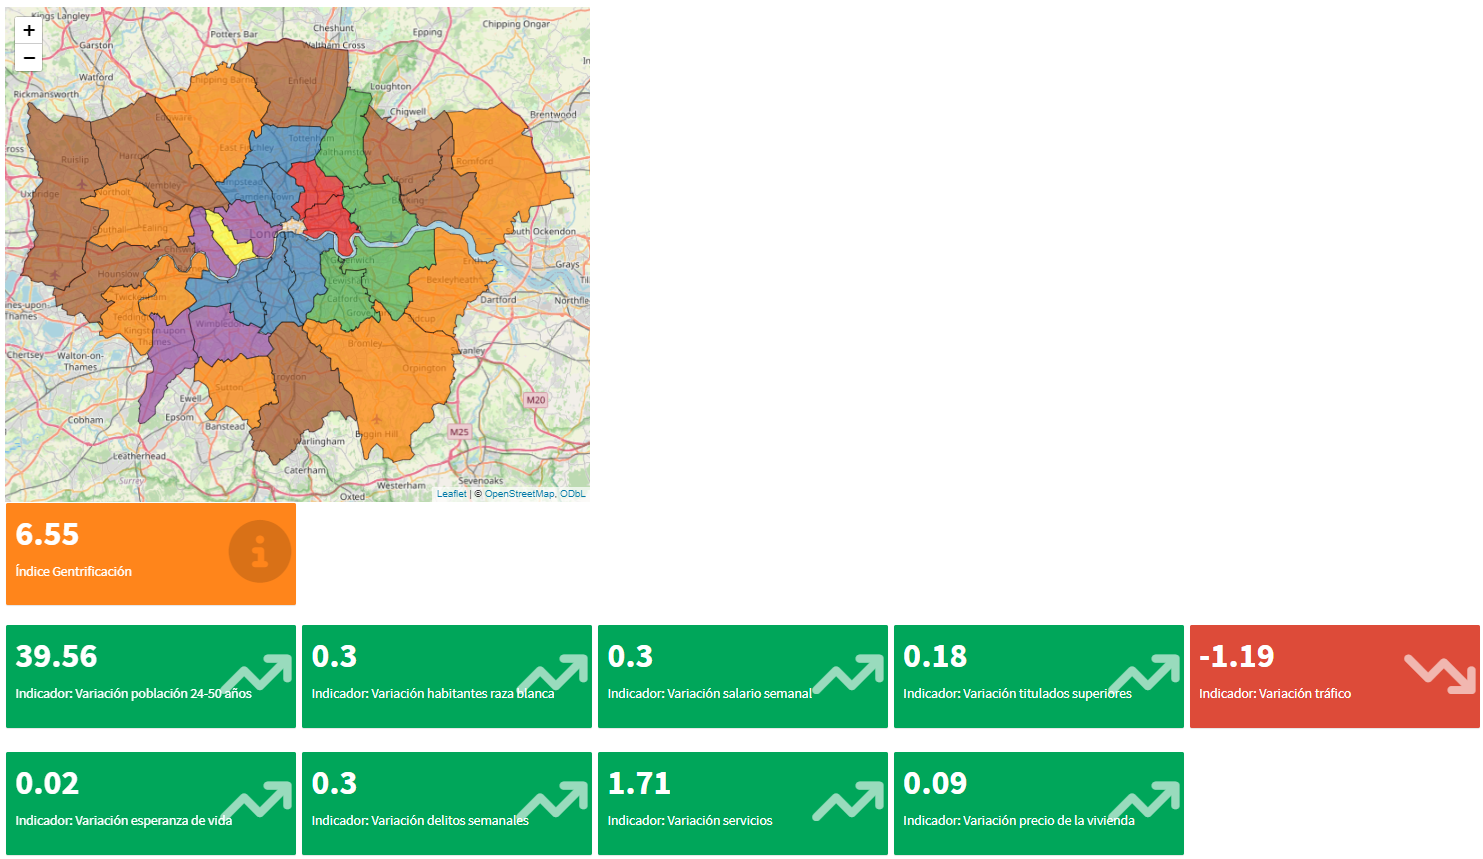 Kings Langley
Potters Bar
Cheshunt
Epping
Chipping Ongar
+
Garston
Waltham Cross
−
Watford
Loughton
Rickmansworth
Chipping Barnet
Enfield
Chigwell
Brentwood
Edgware
Tottenham
East Finchley
Walthamstow
Ruislip
Harrow
Romford
Ilford
Wembley
Hampstead
Uxbridge
Northolt
Camden Town
Barking
Southall
Ealing
London
South Ockendon
Chiswick
Greenwich
Erith
Grays
Hounslow
Lewisham
Bexleyheath
Twickenham
Catford
Dartford
Teddington
Grove
Sidcup
Kingston upon
Thames
Wimbledon
Bromley
Swanley
Chertsey
Walton-on-
Thames
Orpington
Croydon
Sutton
Ewell
M20
Cobham
Epsom
Banstead
Biggin Hill
M25
Warlingham
Leatherhead
Caterham
Surrey
Westerham
Sevenoaks
Oxted
Leaflet | © OpenStreetMap, ODbL
6.55
Índice Gentrificación
39.56
Indicador: Variación población 24-50 años
0.3
Indicador: Variación habitantes raza blanca
0.3
Indicador: Variación salario semanal
0.18
Indicador: Variación titulados superiores
-1.19
Indicador: Variación tráfico
0.02
Indicador: Variación esperanza de vida
0.3
Indicador: Variación delitos semanales
1.71
Indicador: Variación servicios
0.09
Indicador: Variación precio de la vivienda